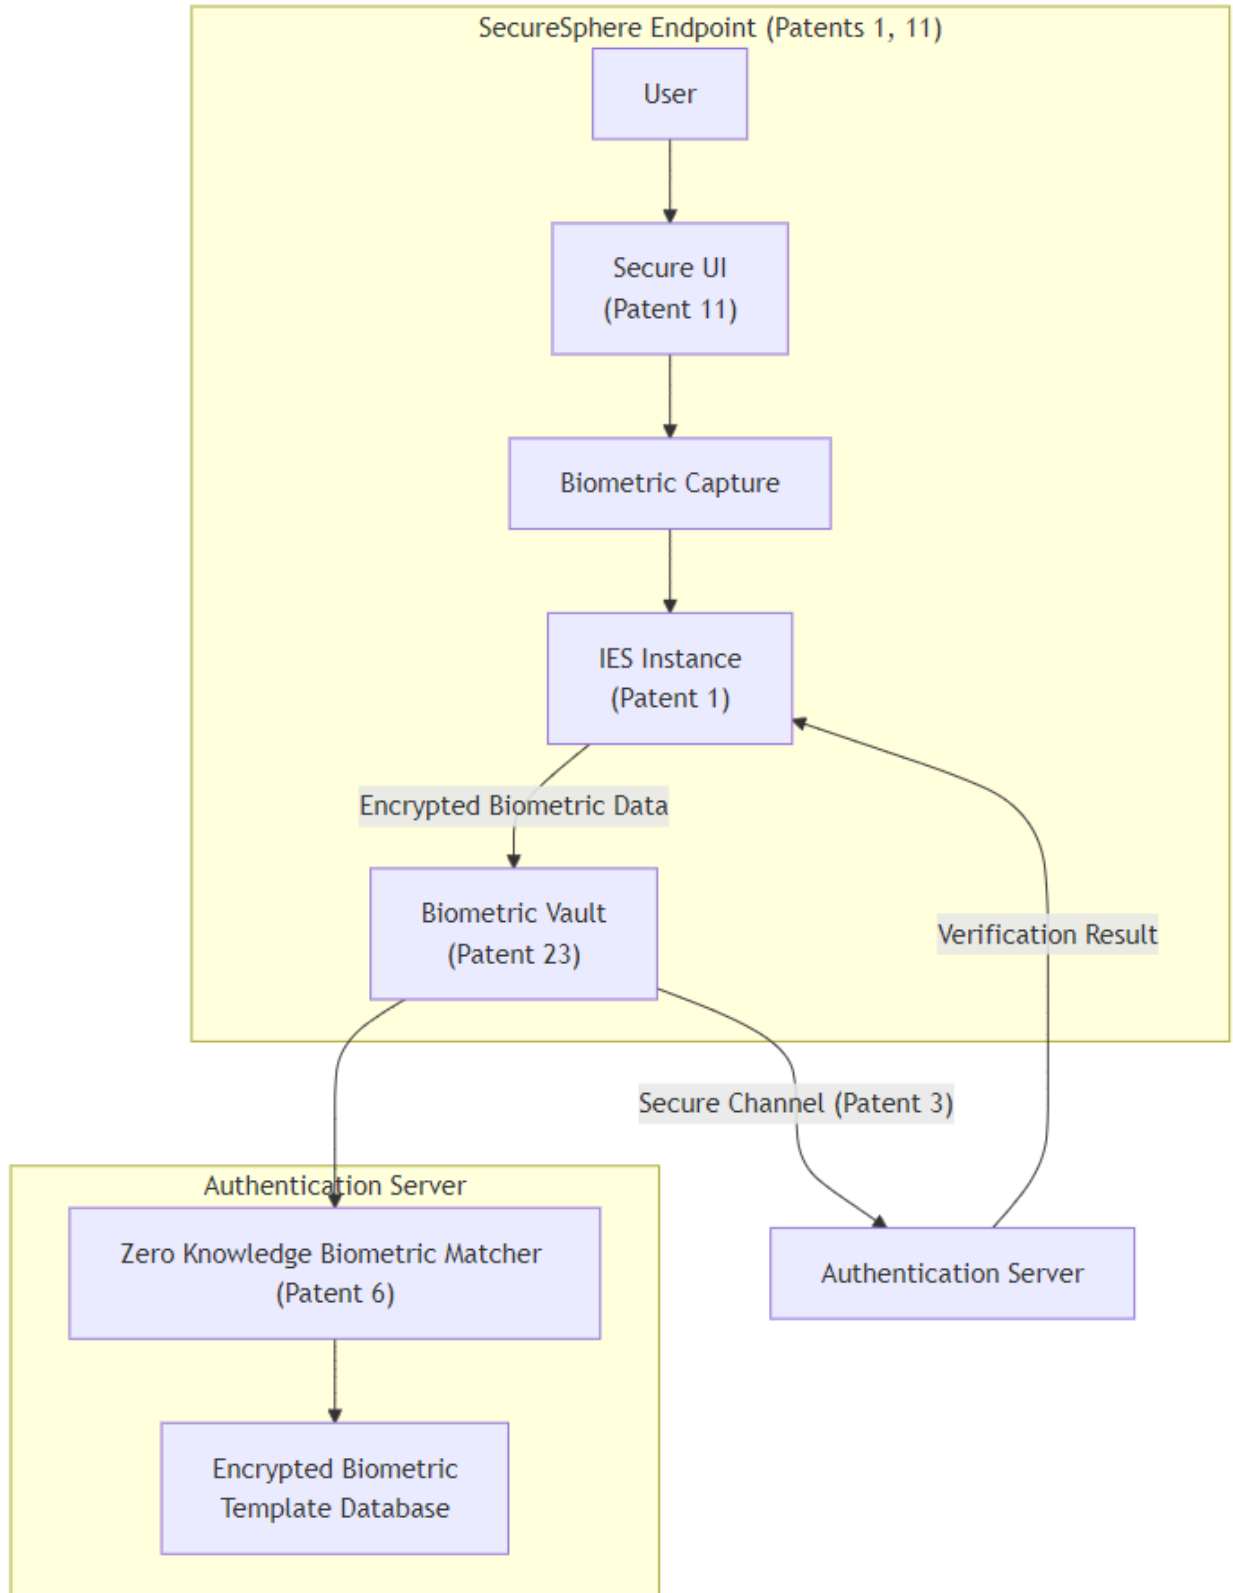 SecureSphere Endpoint (Patents 1, 11)
User
Secure UI
(Patent 11)
Biometric Capture
IES Instance
(Patent 1)
Encrypted Biometric Data
Biometric Vault
(Patent 23)
Verification Result
Secure Channel (Patent 3)
Authentication Server
Zero Knowledge Biometric Matcher
(Patent 6)
Authentication Server
Encrypted Biometric
Template Database